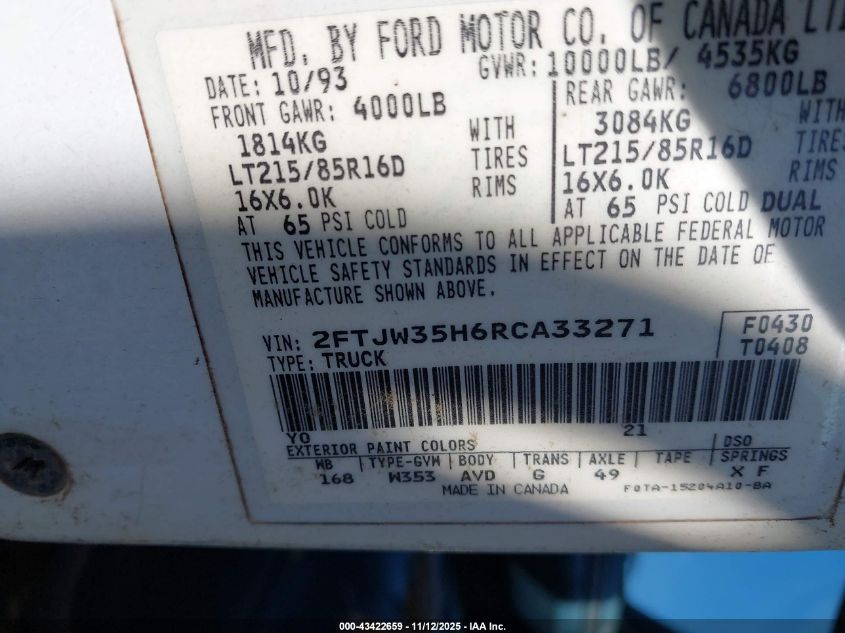 MFD. BY FORD MOTOR CO. OF CANADA LTD
DATE: 10/93 GVWR: 10000LB/ 4535KG
FRONT GAWR: 4000LB REAR GAWR: 6800LB
1814KG WITH 3084KG WITH
LT215/85R16D TIRES LT215/85R16D TIRES
16X6.0K RIMS 16X6.0K RIMS
AT 65 PSI COLD AT 65 PSI COLD DUAL
THIS VEHICLE CONFORMS TO ALL APPLICABLE FEDERAL MOTOR
VEHICLE SAFETY STANDARDS IN EFFECT ON THE DATE OF
MANUFACTURE SHOWN ABOVE.
VIN: 2FTJW35H6RCA33271 F0430
TYPE: TRUCK T0408
YO 21
EXTERIOR PAINT COLORS DSO
WB TYPE-GVW BODY TRANS AXLE TAPE SPRINGS
168 W353 AVD G 49 X F
MADE IN CANADA F0TA-15204A10-BA
000-43422659 - 11/12/2025 - IAA Inc.